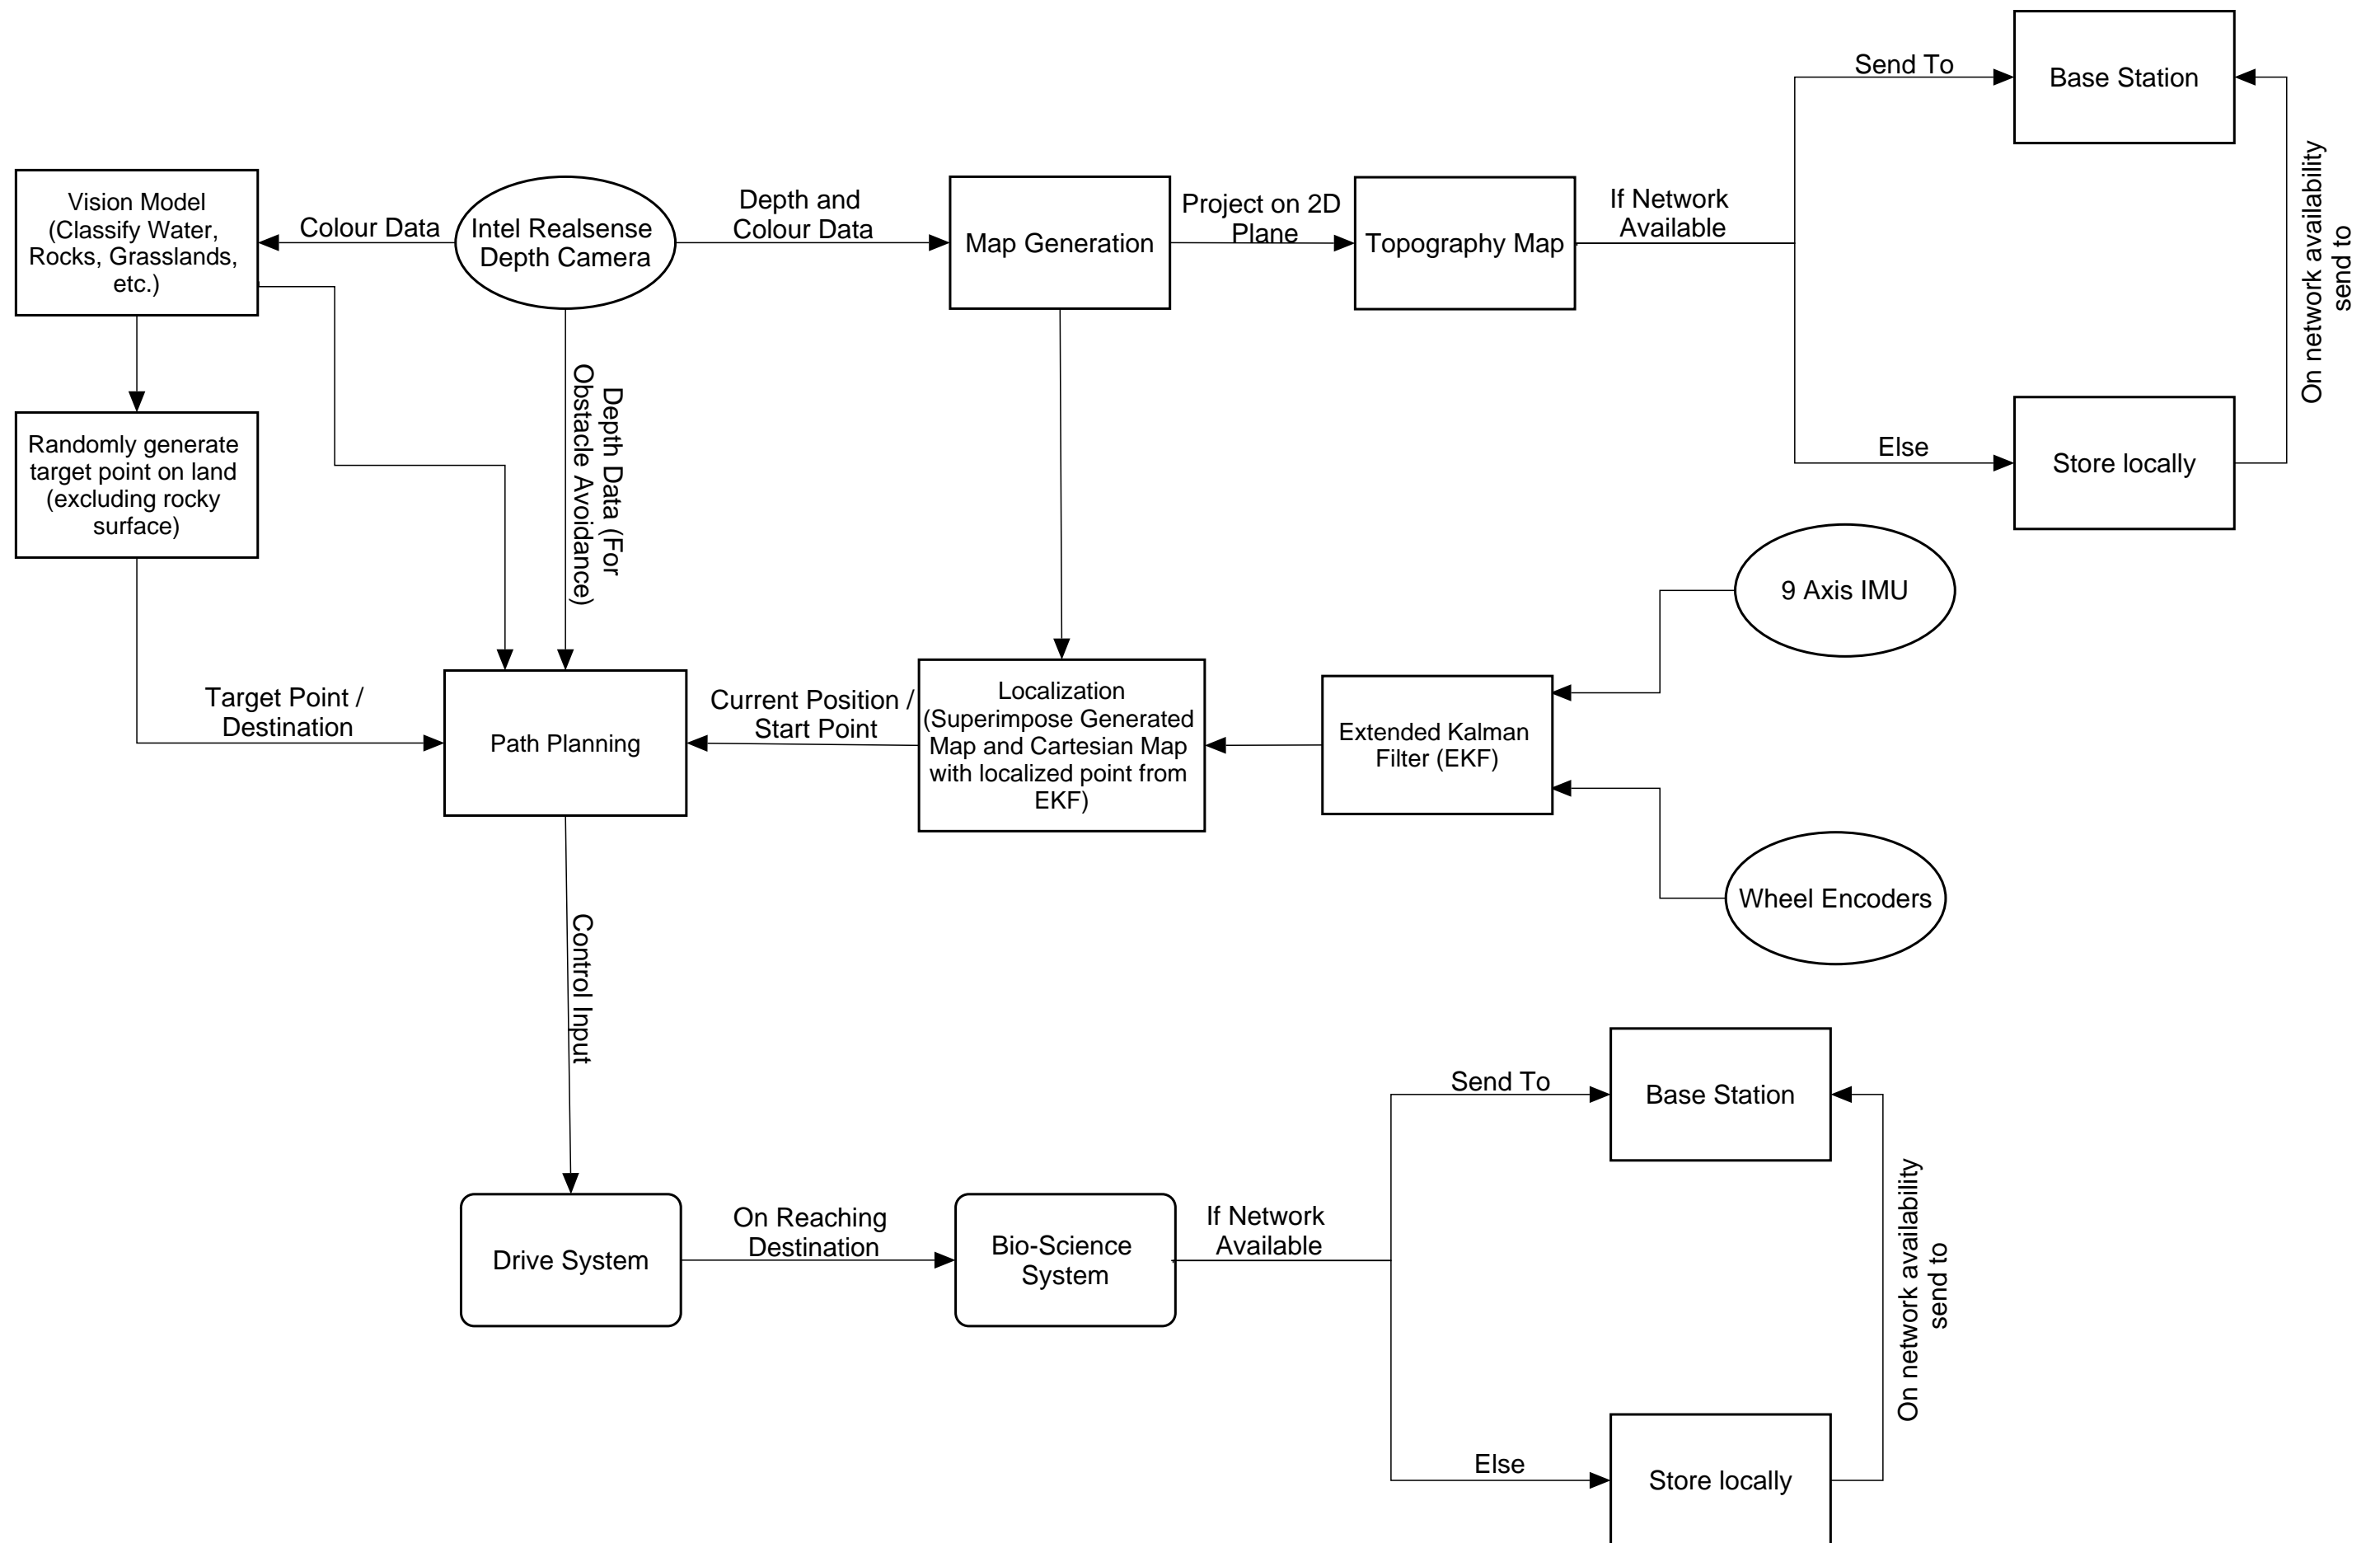 Send To
Base Station
On network availability
send to
Vision Model
(Classify Water,
Rocks, Grasslands,
etc.)
Colour Data
Intel Realsense
Depth Camera
Depth and
Colour Data
Map Generation
Project on 2D
Plane
Topography Map
If Network
Available
Else
Store locally
Randomly generate
target point on land
(excluding rocky
surface)
Depth Data (For
Obstacle Avoidance)
9 Axis IMU
Target Point /
Destination
Path Planning
Current Position /
Start Point
Localization
(Superimpose Generated
Map and Cartesian Map
with localized point from
EKF)
Extended Kalman
Filter (EKF)
Wheel Encoders
Control Input
Send To
Base Station
On network availability
send to
Drive System
On Reaching
Destination
Bio-Science
System
If Network
Available
Else
Store locally